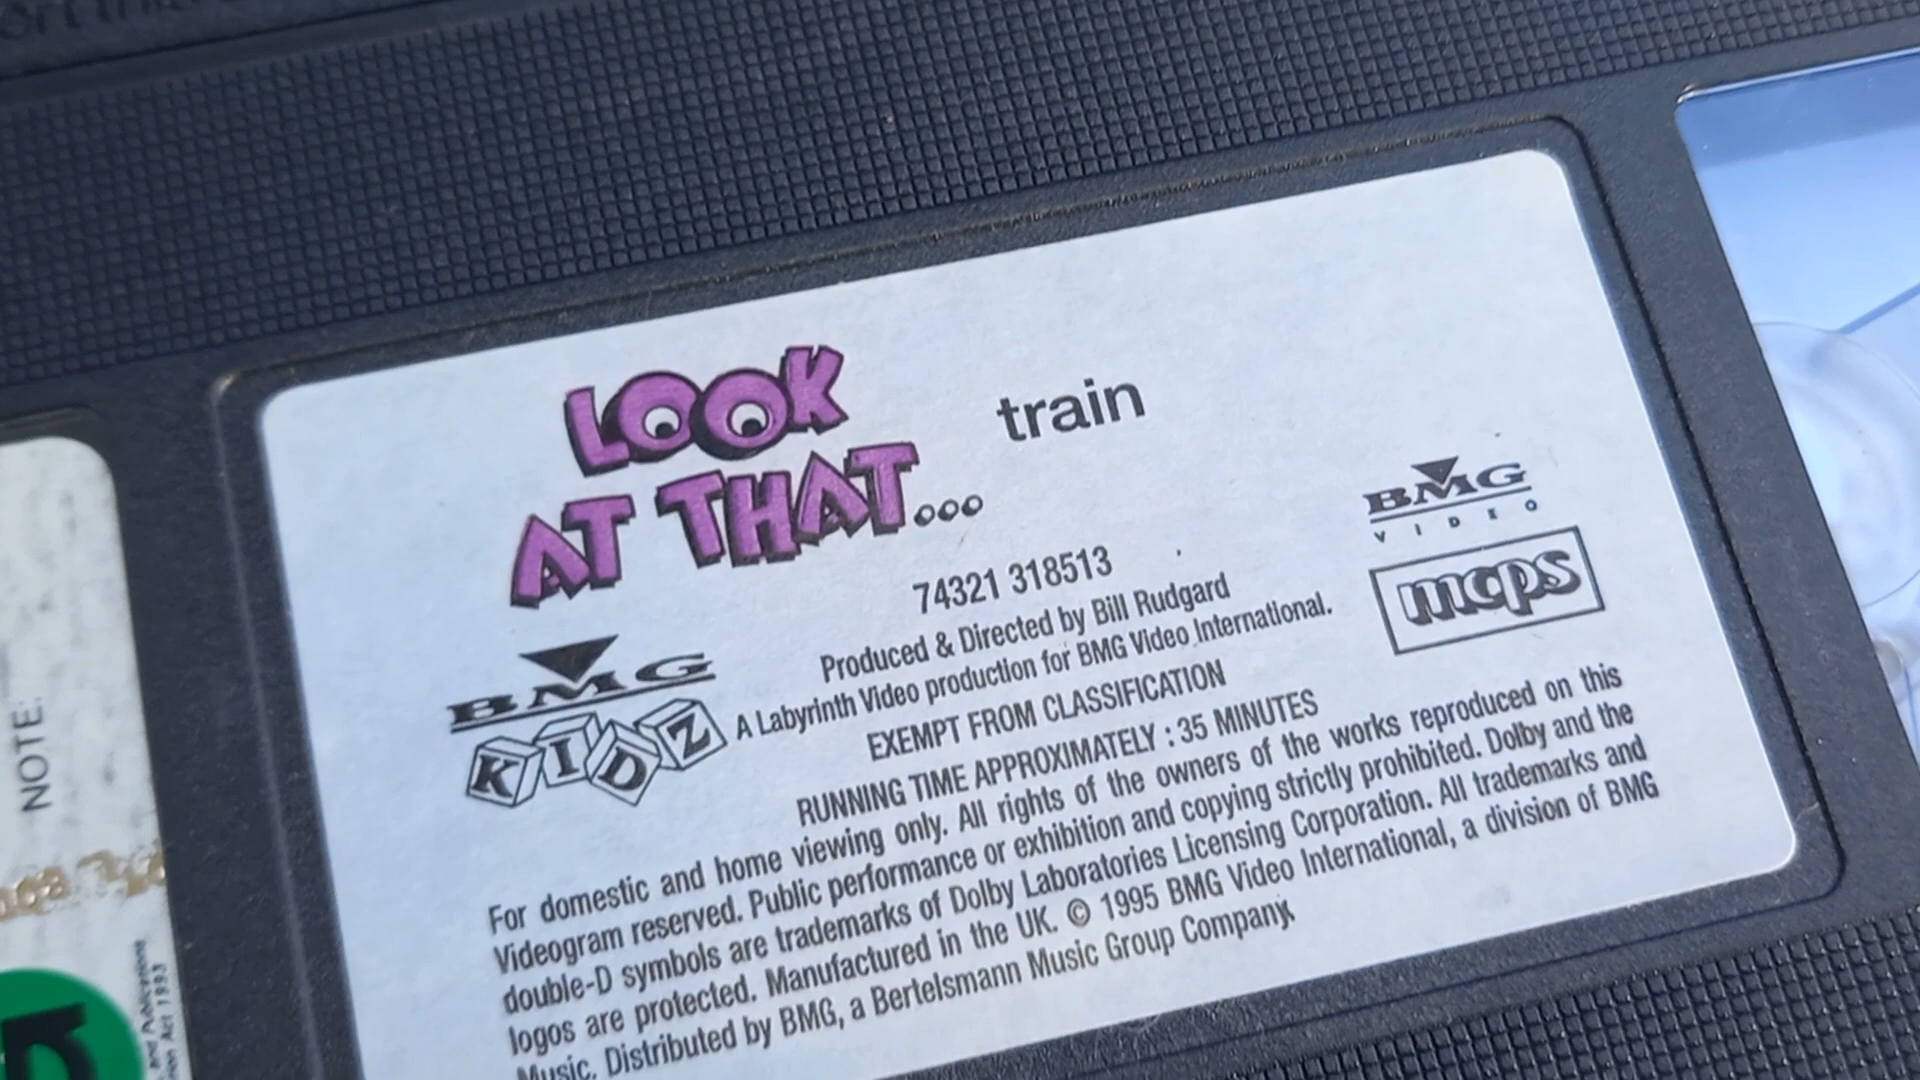 LOOK
AT THAT...
train
74321 318513
Produced & Directed by Bill Rudgard
A Labyrinth Video production for BMG Video International.
EXEMPT FROM CLASSIFICATION
RUNNING TIME APPROXIMATELY : 35 MINUTES
BMG
KIDZ
BMG
VIDEO
mcps
For domestic and home viewing only. All rights of the owners of the works reproduced on this
Videogram reserved. Public performance or exhibition and copying strictly prohibited. Dolby and the
double-D symbols are trademarks of Dolby Laboratories Licensing Corporation. All trademarks and
logos are protected. Manufactured in the UK. © 1995 BMG Video International, a division of BMG
Music. Distributed by BMG, a Bertelsmann Music Group Company
NOTE:
and Publication
Act 1993